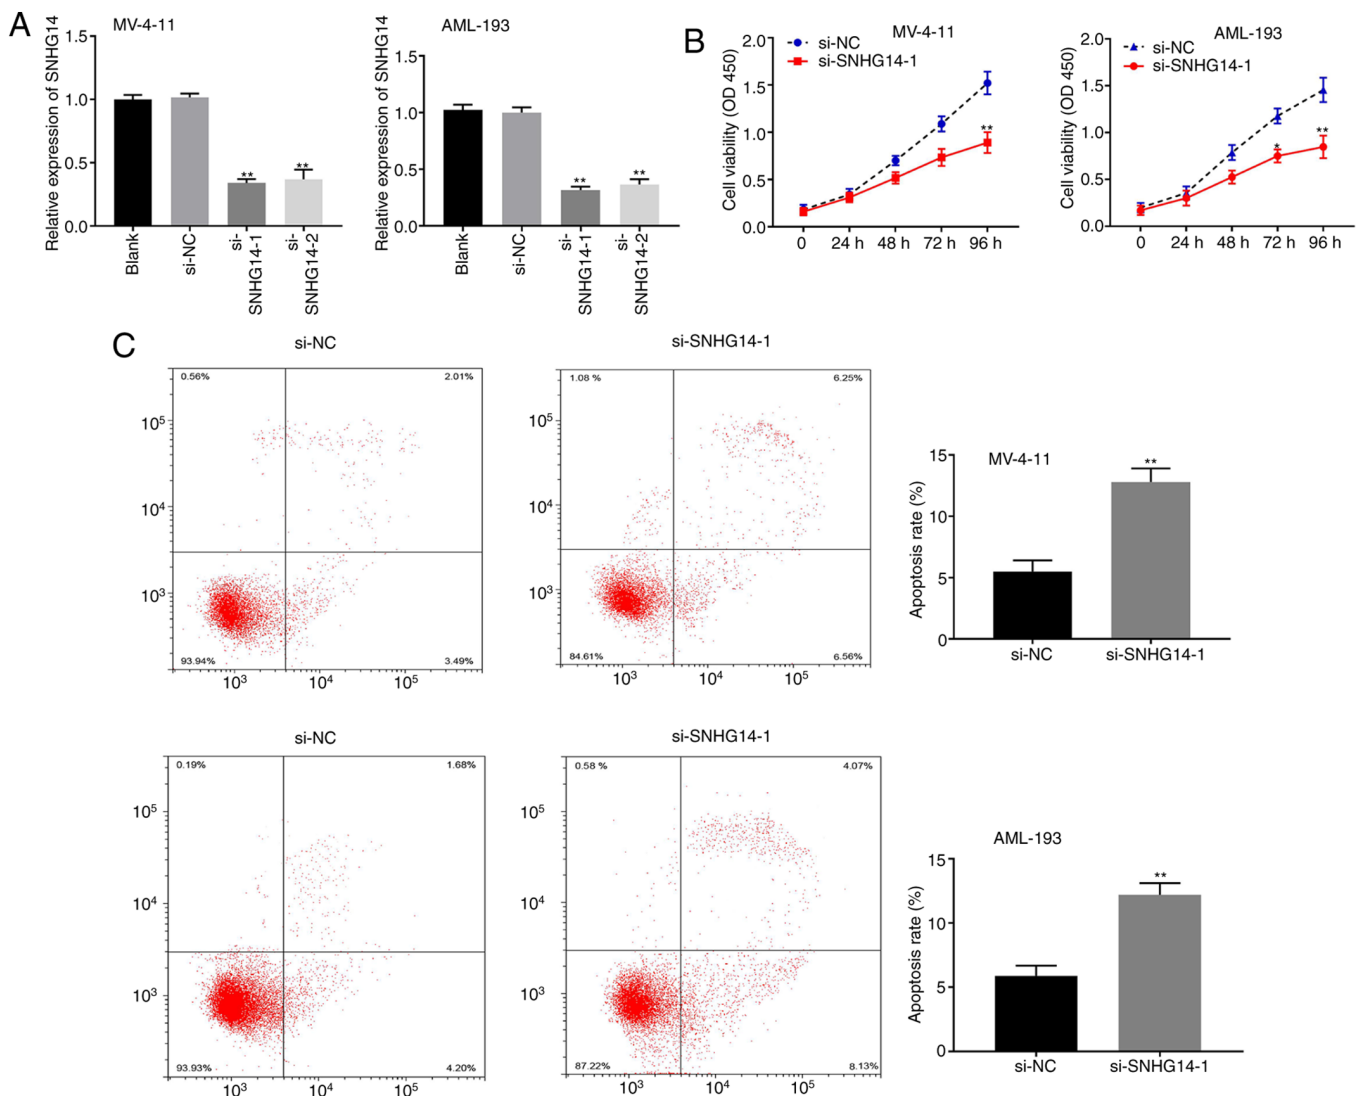 A
MV-4-11
Relative expression of SNHG14
1.5
1.0
0.5
0.0
**
**
Blank
si-NC
si-
SNHG14-1
si-
SNHG14-2
AML-193
Relative expression of SNHG14
1.5
1.0
0.5
0.0
**
**
Blank
si-NC
si-
SNHG14-1
si-
SNHG14-2
B
MV-4-11
si-NC
si-SNHG14-1
Cell viability (OD 450)
2.0
1.5
1.0
0.5
0.0
**
0 24 h 48 h 72 h 96 h
AML-193
si-NC
si-SNHG14-1
Cell viability (OD 450)
2.0
1.5
1.0
0.5
0.0
*
**
0 24 h 48 h 72 h 96 h
C
si-NC
0.56% 2.01%
10⁵
10⁴
10³
93.94% 3.49%
10³ 10⁴ 10⁵
si-SNHG14-1
1.08 % 6.25%
10⁵
10⁴
10³
84.61% 6.56%
10³ 10⁴ 10⁵
MV-4-11
Apoptosis rate (%)
15
10
5
0
**
si-NC si-SNHG14-1
si-NC
0.19% 1.68%
10⁵
10⁴
10³
93.93% 4.20%
10³ 10⁴ 10⁵
si-SNHG14-1
0.58 % 4.07%
10⁵
10⁴
10³
87.22% 8.13%
10³ 10⁴ 10⁵
AML-193
Apoptosis rate (%)
15
10
5
0
**
si-NC si-SNHG14-1